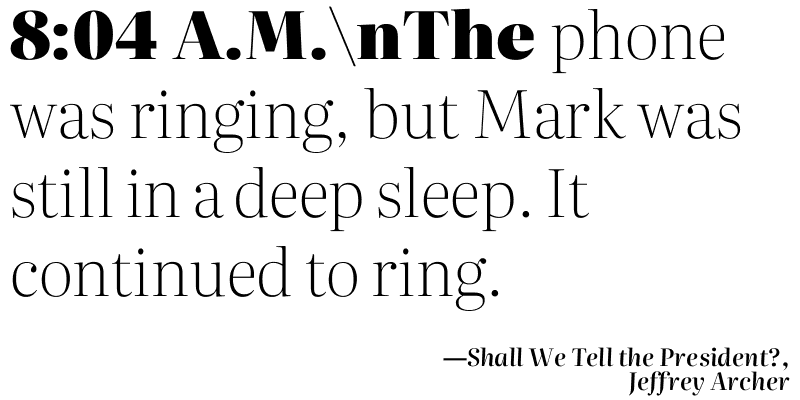 8:04 A.M.\nThe phone
was ringing, but Mark was
still in a deep sleep. It
continued to ring.
—Shall We Tell the President?,
Jeffrey Archer